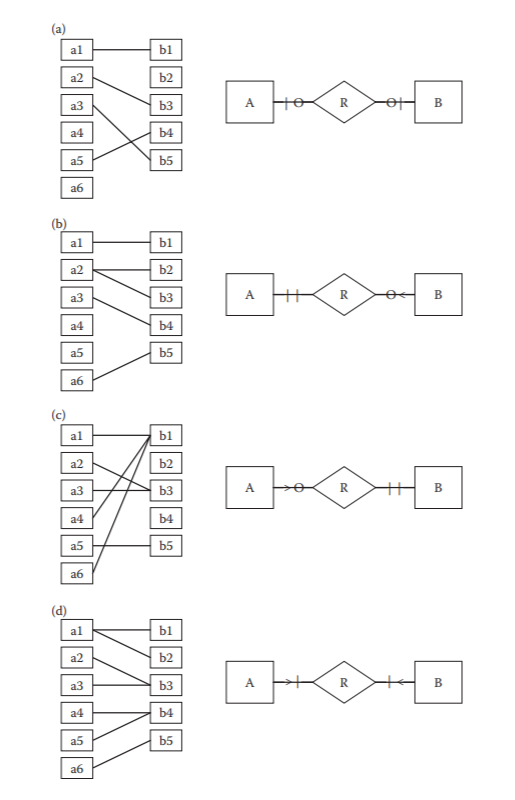 (a)
a1 b1
a2 b2
a3 b3
a4 b4
a5 b5
a6
A R B
(b)
a1 b1
a2 b2
a3 b3
a4 b4
a5 b5
a6
A R B
(c)
a1 b1
a2 b2
a3 b3
a4 b4
a5 b5
a6
A R B
(d)
a1 b1
a2 b2
a3 b3
a4 b4
a5 b5
a6
A R B